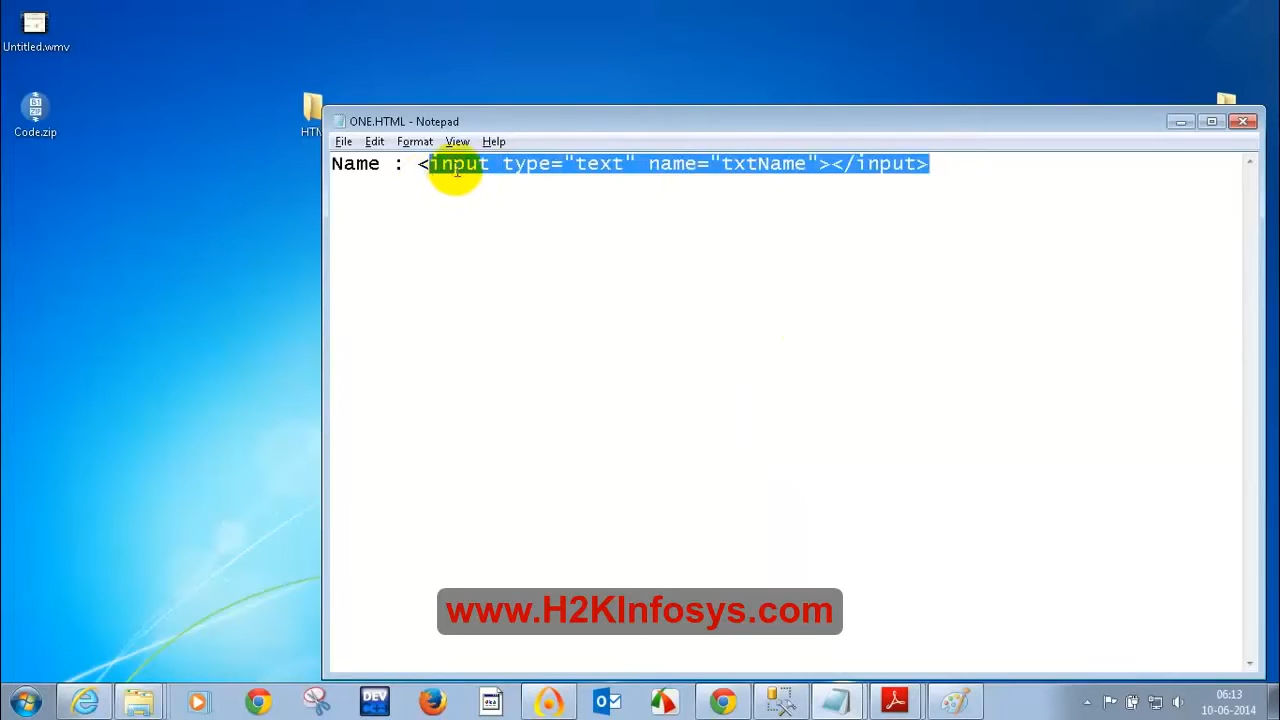 Untitled.wmv
Code.zip
HTM
ONE.HTML - Notepad
File Edit Format View Help
Name : <input type="text" name="txtName"></input>
www.H2KInfosys.com
DEV
06:13
10-06-2014